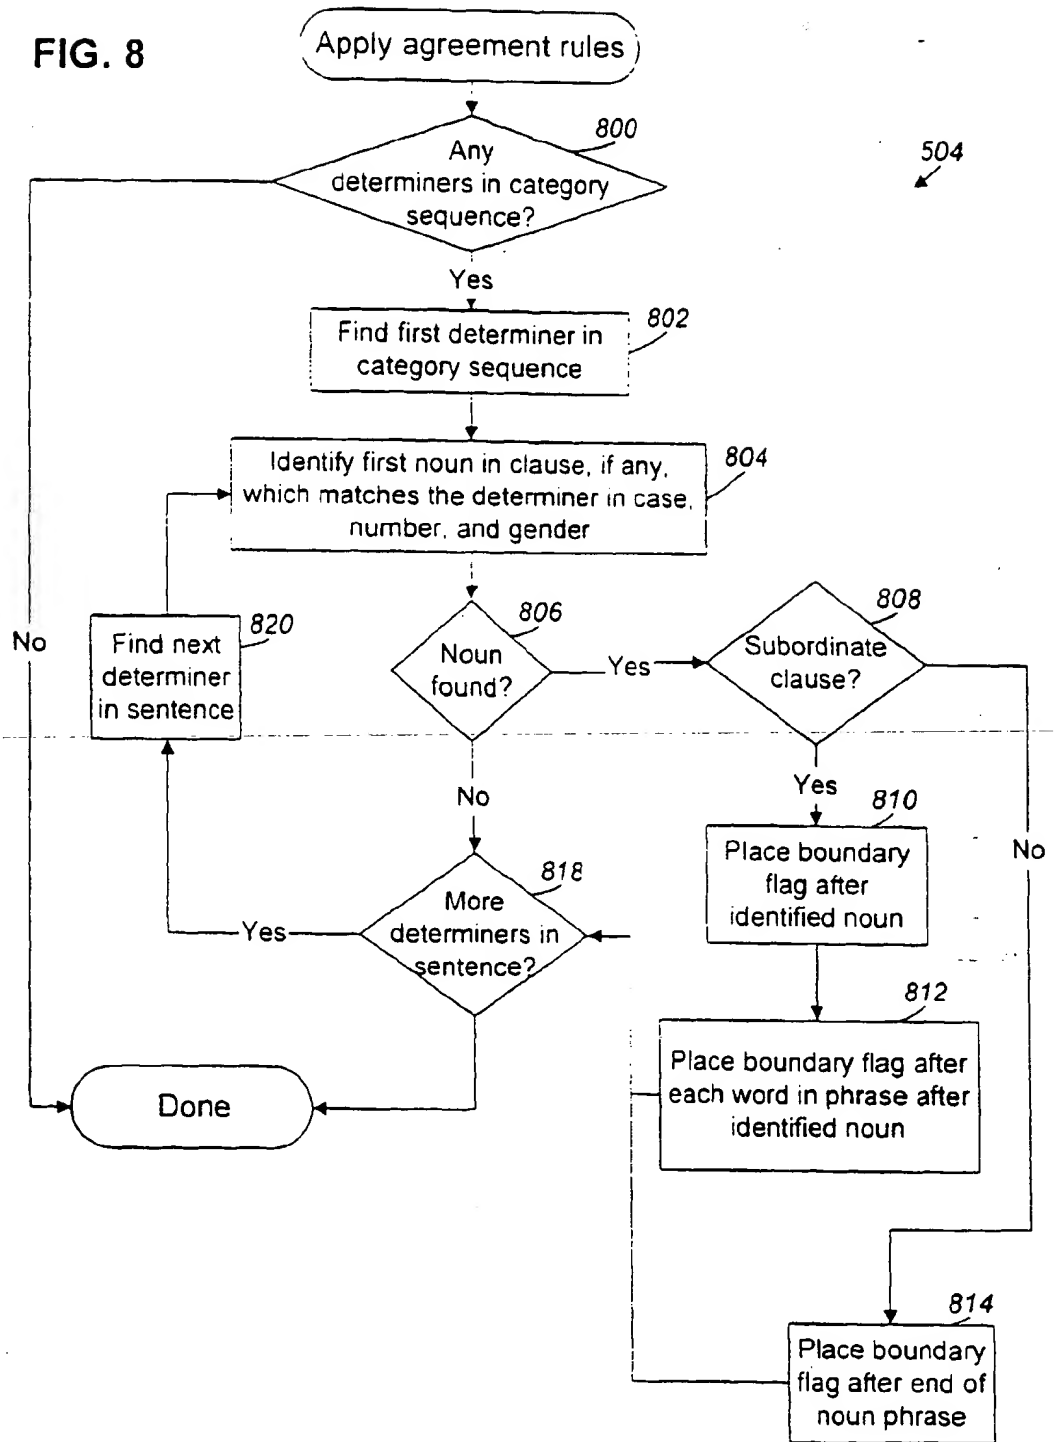 FIG. 8
Apply agreement rules
800
Any
determiners in category
sequence?
504
Yes
802
Find first determiner in
category sequence
804
Identify first noun in clause, if any,
which matches the determiner in case,
number, and gender
No
820
Find next
determiner
in sentence
806
Noun
found?
Yes
808
Subordinate
clause?
No
Yes
810
Place boundary
flag after
identified noun
No
818
More
determiners in
sentence?
Yes
812
Place boundary flag after
each word in phrase after
identified noun
Done
814
Place boundary
flag after end of
noun phrase